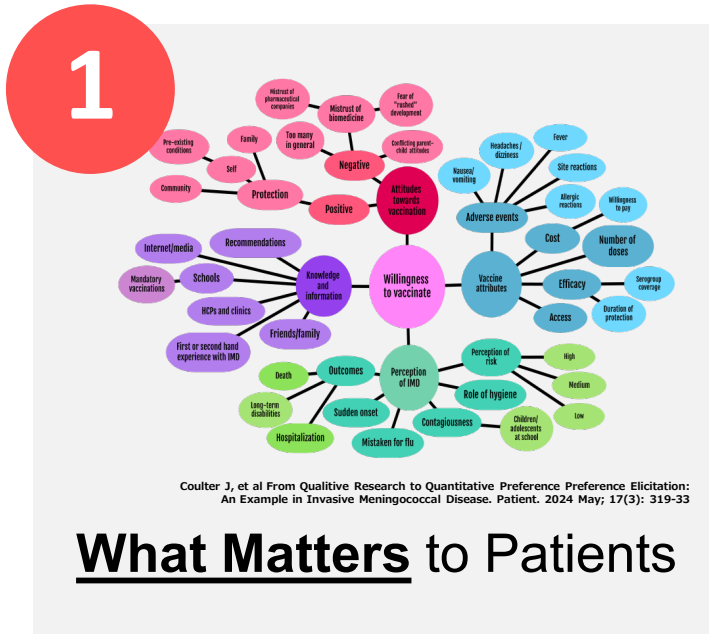 1
Mistrust of
pharmaceutical
companies
Mistrust of
biomedicine
Fear of
"rushed"
development
Too many
in general
Conflicting parent-
child attitudes
Negative
Pre-existing
conditions
Family
Self
Community
Protection
Positive
Attitudes
towards
vaccination
Nausea/
vomiting
Headaches /
dizziness
Fever
Site reactions
Allergic
reactions
Adverse events
Willingness
to pay
Cost
Number of
doses
Vaccine
attributes
Efficacy
Serogroup
coverage
Duration of
protection
Access
Internet/media
Recommendations
Mandatory
vaccinations
Schools
Knowledge
and
information
HCPs and clinics
First or second hand
experience with IMD
Friends/family
Willingness
to vaccinate
Perception
of IMD
Outcomes
Death
Long-term
disabilities
Hospitalization
Sudden onset
Mistaken for flu
Contagiousness
Children/
adolescents
at school
Role of hygiene
Perception of
risk
High
Medium
Low
Coulter J, et al From Qualitive Research to Quantitative Preference Preference Elicitation:
An Example in Invasive Meningococcal Disease. Patient. 2024 May; 17(3): 319-33
What Matters to Patients